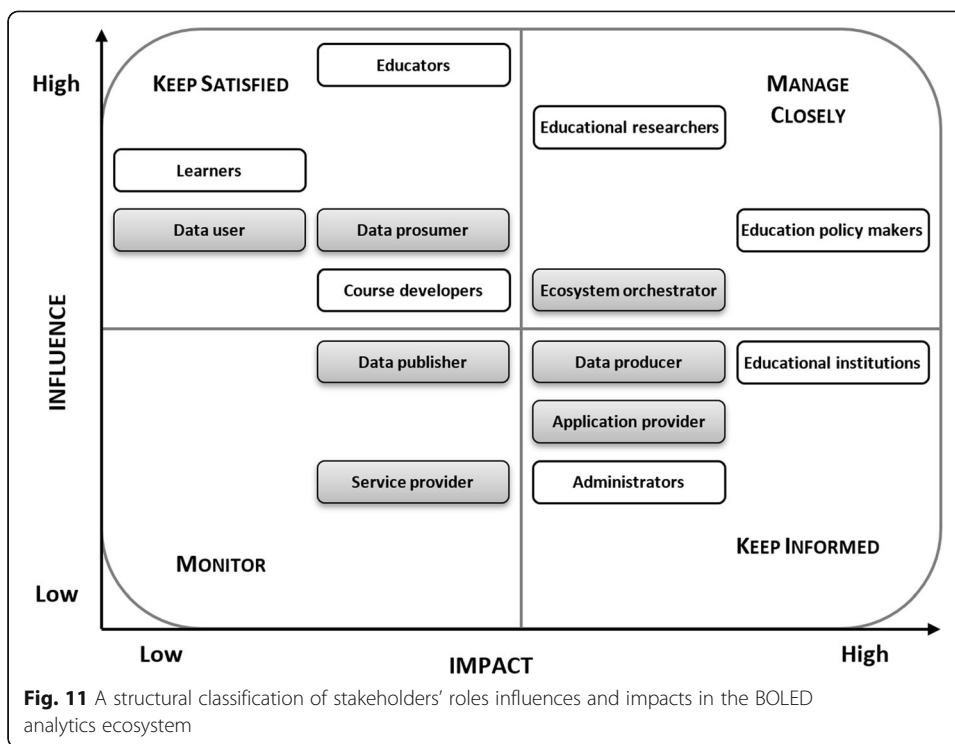 High
KEEP SATISFIED
Educators
MANAGE
CLOSELY
Educational researchers
Learners
Data user
Data prosumer
Education policy makers
Course developers
Ecosystem orchestrator
INFLUENCE
Data publisher
Data producer
Educational institutions
Application provider
Service provider
Administrators
MONITOR
KEEP INFORMED
Low
Low
IMPACT
High
Fig. 11 A structural classification of stakeholders’ roles influences and impacts in the BOLED
analytics ecosystem